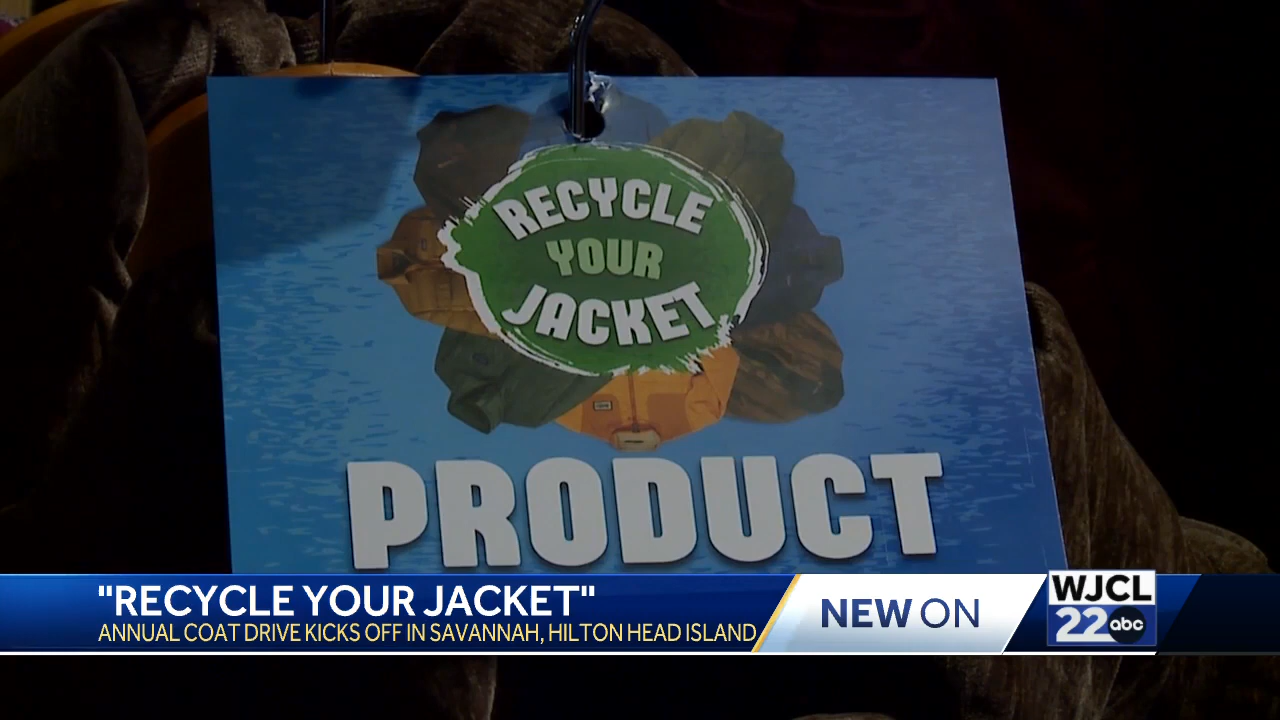 RECYCLE
YOUR
JACKET
PRODUCT
"RECYCLE YOUR JACKET"
ANNUAL COAT DRIVE KICKS OFF IN SAVANNAH, HILTON HEAD ISLAND
NEW ON
WJCL
22 abc